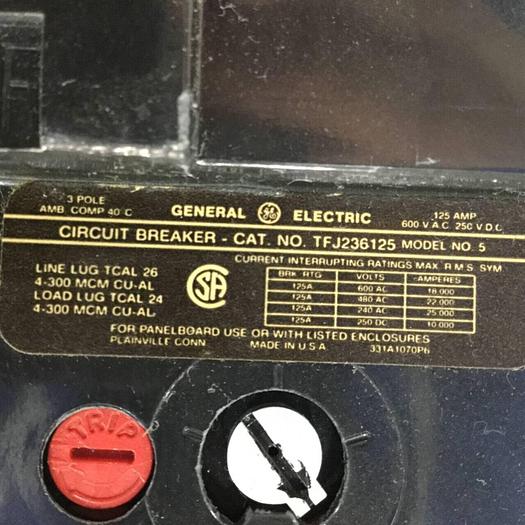 3 POLE
AMB. COMP 40°C
GENERAL GE ELECTRIC
125 AMP
600 V.A.C. 250 V.D.C.
CIRCUIT BREAKER - CAT. NO. TFJ236125 MODEL NO. 5
LINE LUG TCAL 26
4-300 MCM CU-AL
LOAD LUG TCAL 24
4-300 MCM CU-AL
SA
CURRENT INTERRUPTING RATINGS MAX. R.M.S. SYM.
BRK. RTG VOLTS AMPERES
125A 600 AC 18,000
125A 480 AC 22,000
125A 240 AC 25,000
125A 250 DC 10,000
FOR PANELBOARD USE OR WITH LISTED ENCLOSURES
PLAINVILLE CONN. MADE IN U.S.A. 331A1070P6
TRIP